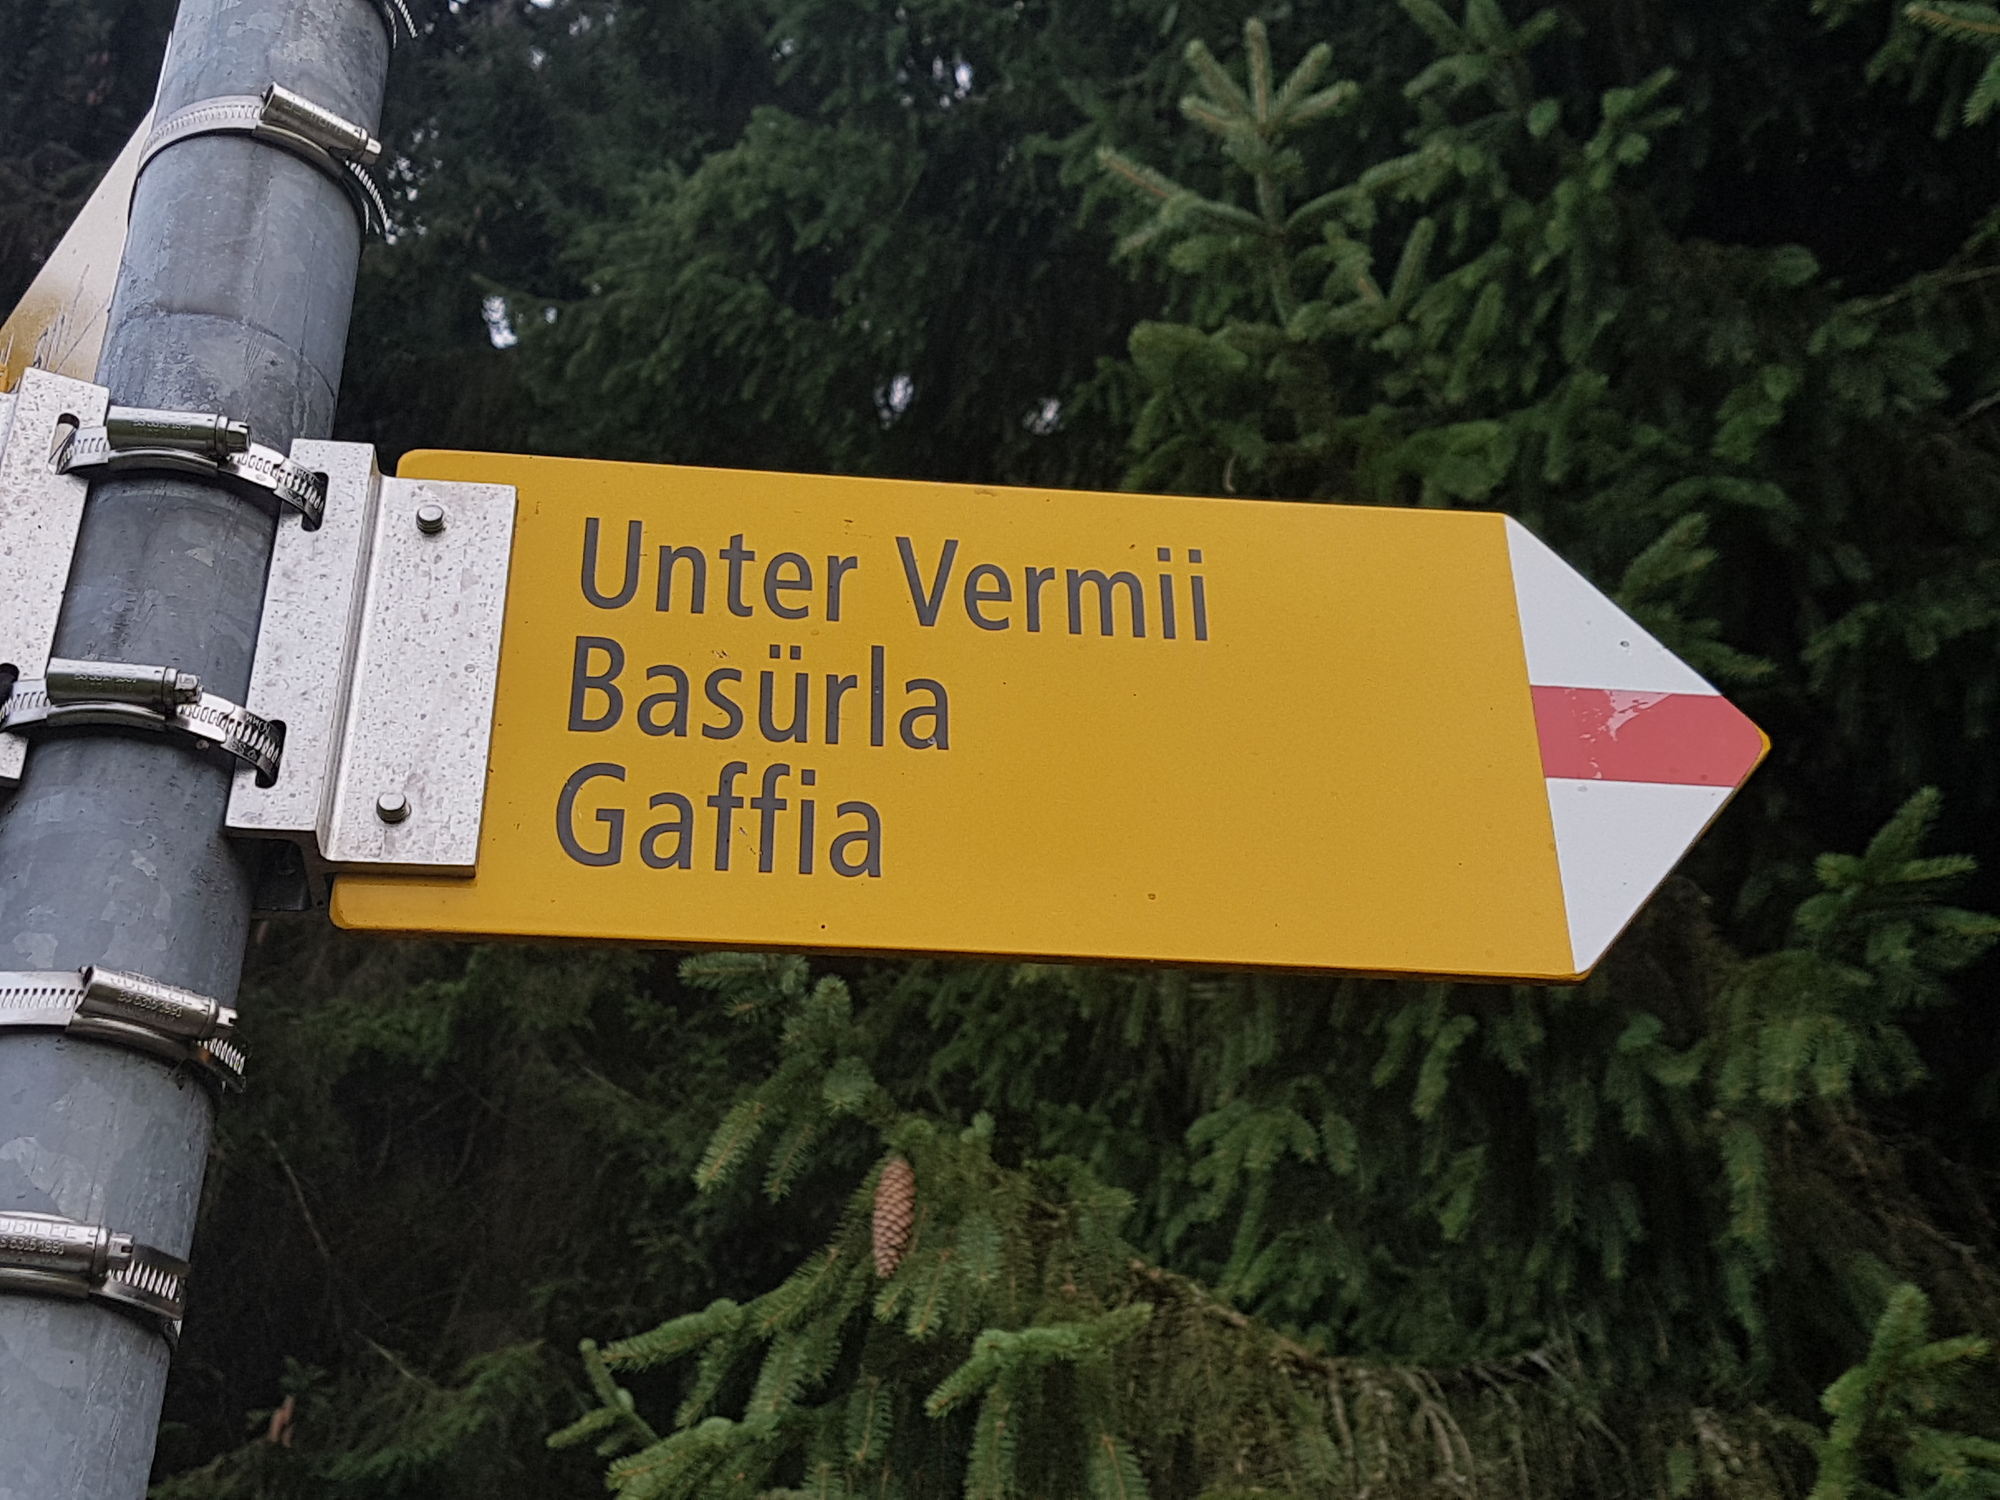 Unter Vermii
Basürla
Gaffia